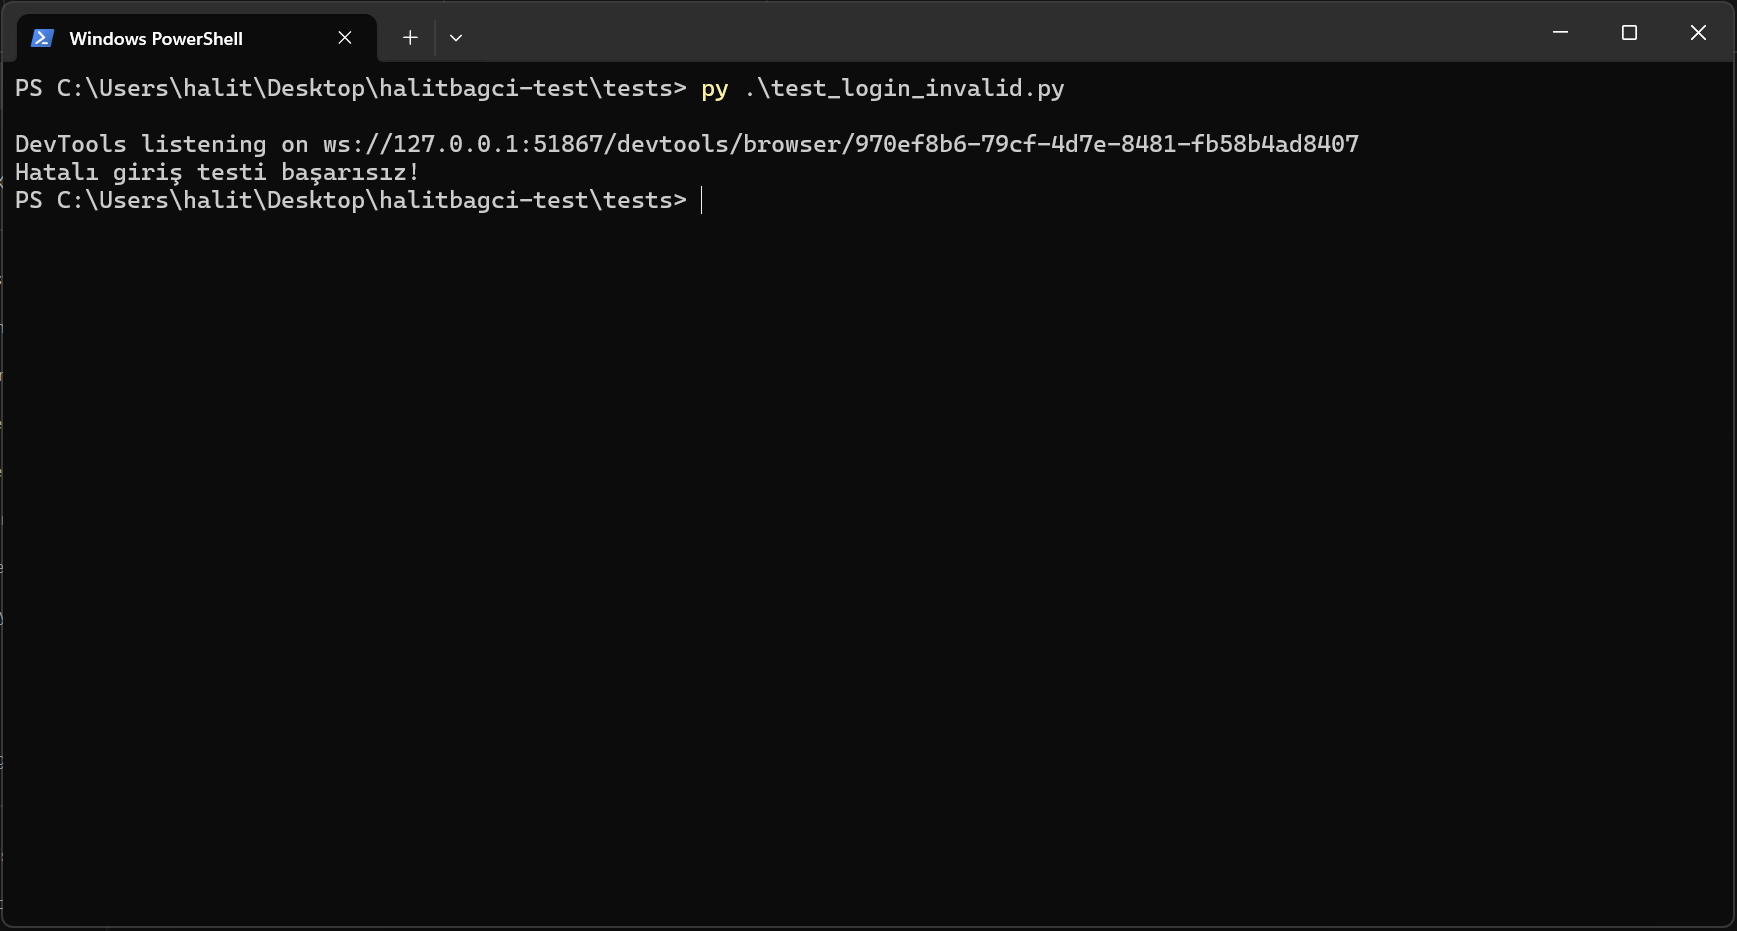 Windows PowerShell
PS C:\Users\halit\Desktop\halitbagci-test\tests> py .\test_login_invalid.py
DevTools listening on ws://127.0.0.1:51867/devtools/browser/970ef8b6-79cf-4d7e-8481-fb58b4ad8407
Hatalı giriş testi başarısız!
PS C:\Users\halit\Desktop\halitbagci-test\tests>